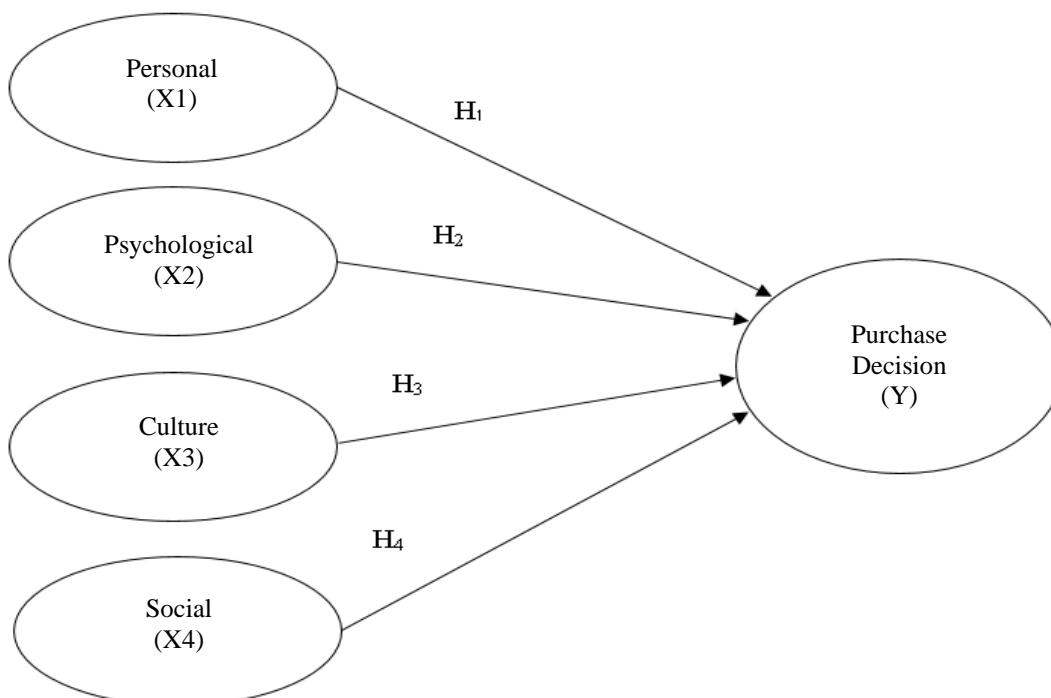 Personal
(X1)
H₁
Psychological
(X2)
H₂
Purchase
Decision
(Y)
Culture
(X3)
H₃
Social
(X4)
H₄